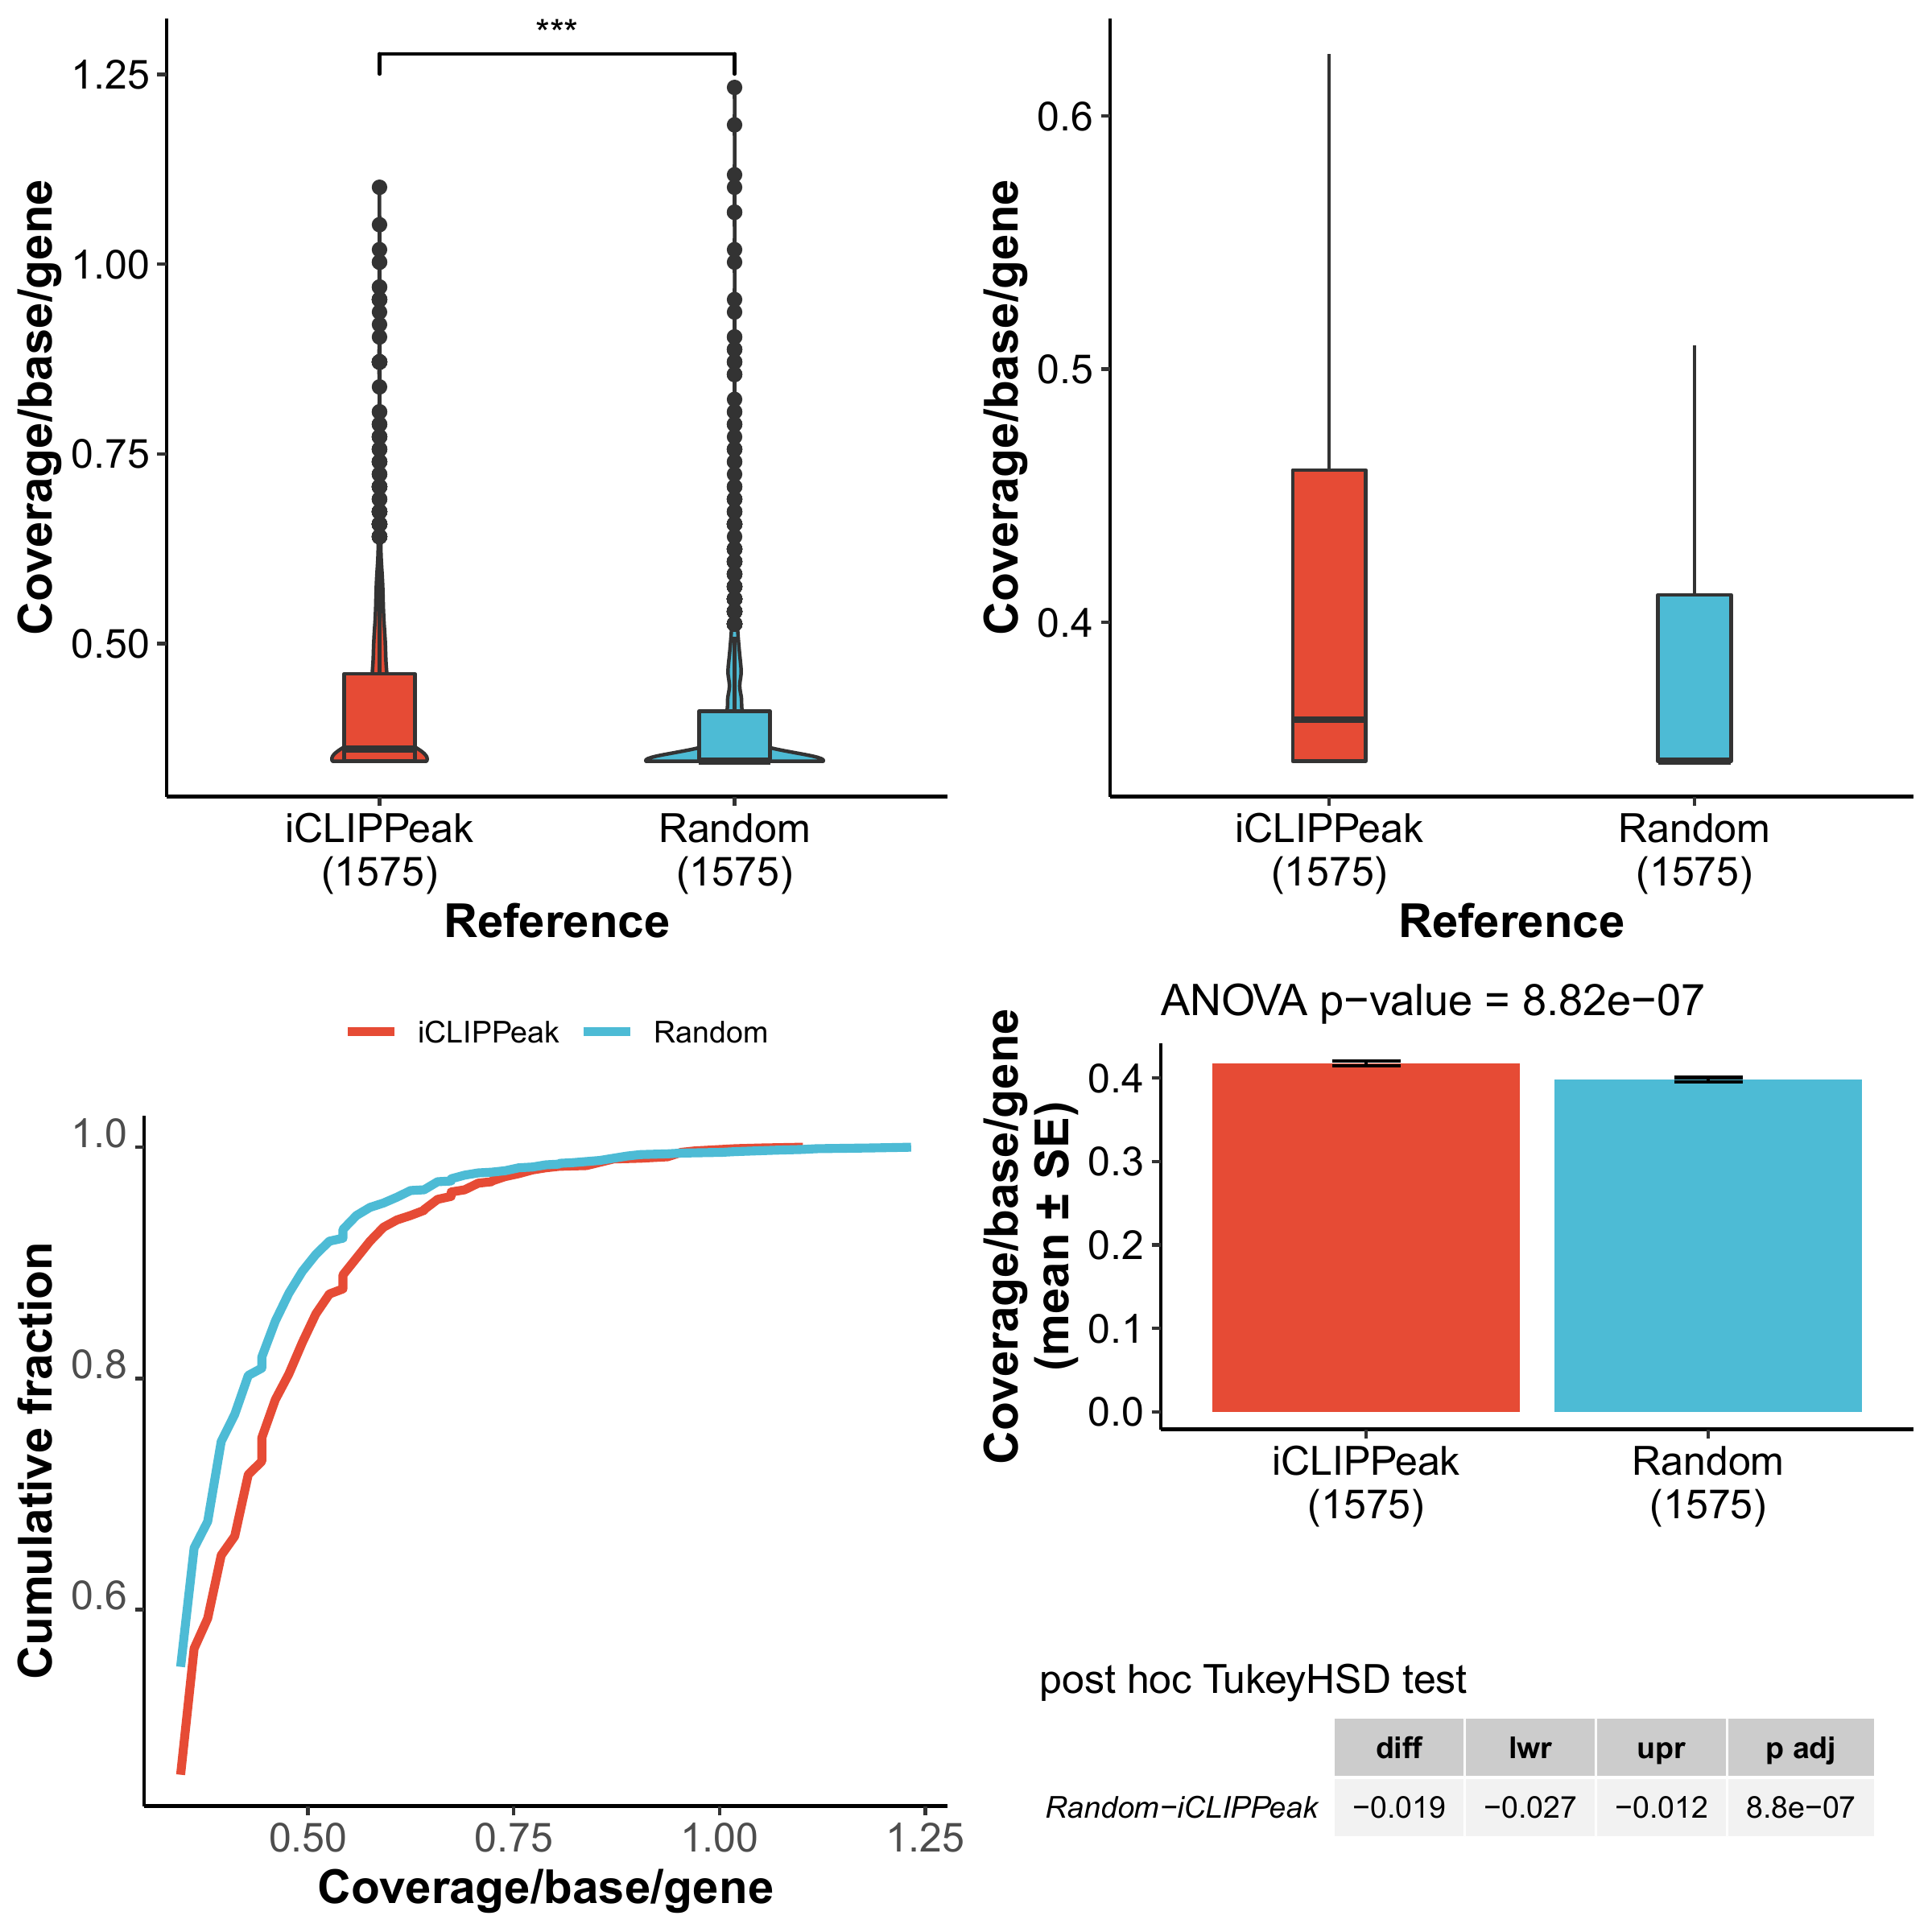 ***
Coverage/base/gene
1.25
1.00
0.75
0.50
iCLIPPeak
(1575)
Random
(1575)
Reference
Coverage/base/gene
0.6
0.5
0.4
iCLIPPeak
(1575)
Random
(1575)
Reference
iCLIPPeak
Random
Cumulative fraction
1.0
0.8
0.6
0.50
0.75
1.00
1.25
Coverage/base/gene
ANOVA p−value = 8.82e−07
Coverage/base/gene
(mean ± SE)
0.4
0.3
0.2
0.1
0.0
iCLIPPeak
(1575)
Random
(1575)
post hoc TukeyHSD test
diff lwr upr p adj
Random−iCLIPPeak −0.019 −0.027 −0.012 8.8e−07